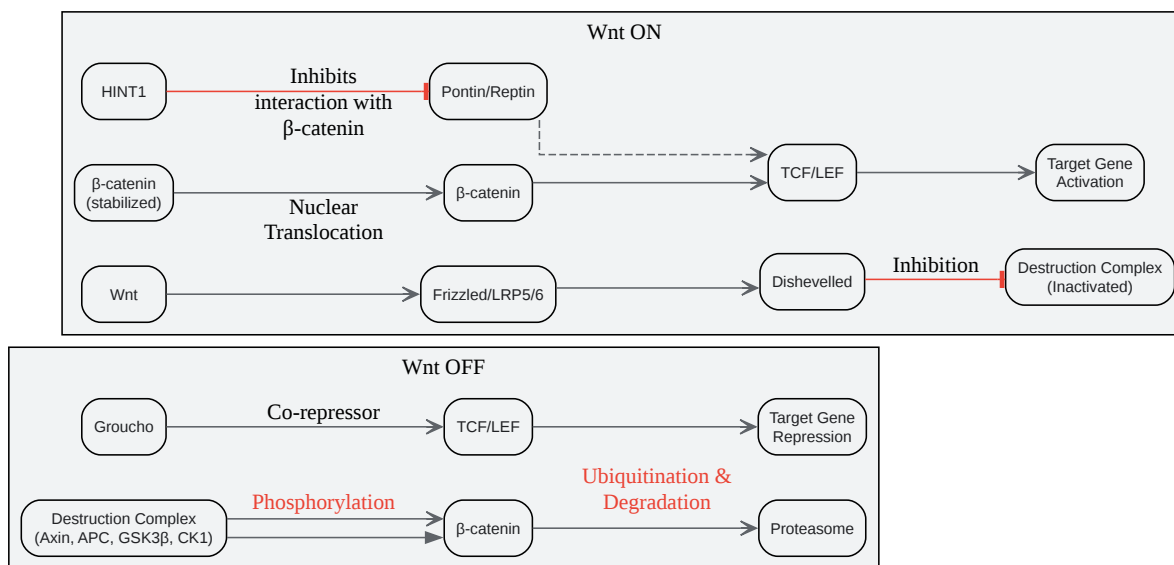 Wnt ON
HINT1
Inhibits
interaction with
β-catenin
Pontin/Reptin
β-catenin
(stabilized)
Nuclear
Translocation
β-catenin
TCF/LEF
Target Gene
Activation
Wnt
Frizzled/LRP5/6
Dishevelled
Inhibition
Destruction Complex
(Inactivated)
Wnt OFF
Groucho
Co-repressor
TCF/LEF
Target Gene
Repression
Destruction Complex
(Axin, APC, GSK3β, CK1)
Phosphorylation
β-catenin
Ubiquitination &
Degradation
Proteasome